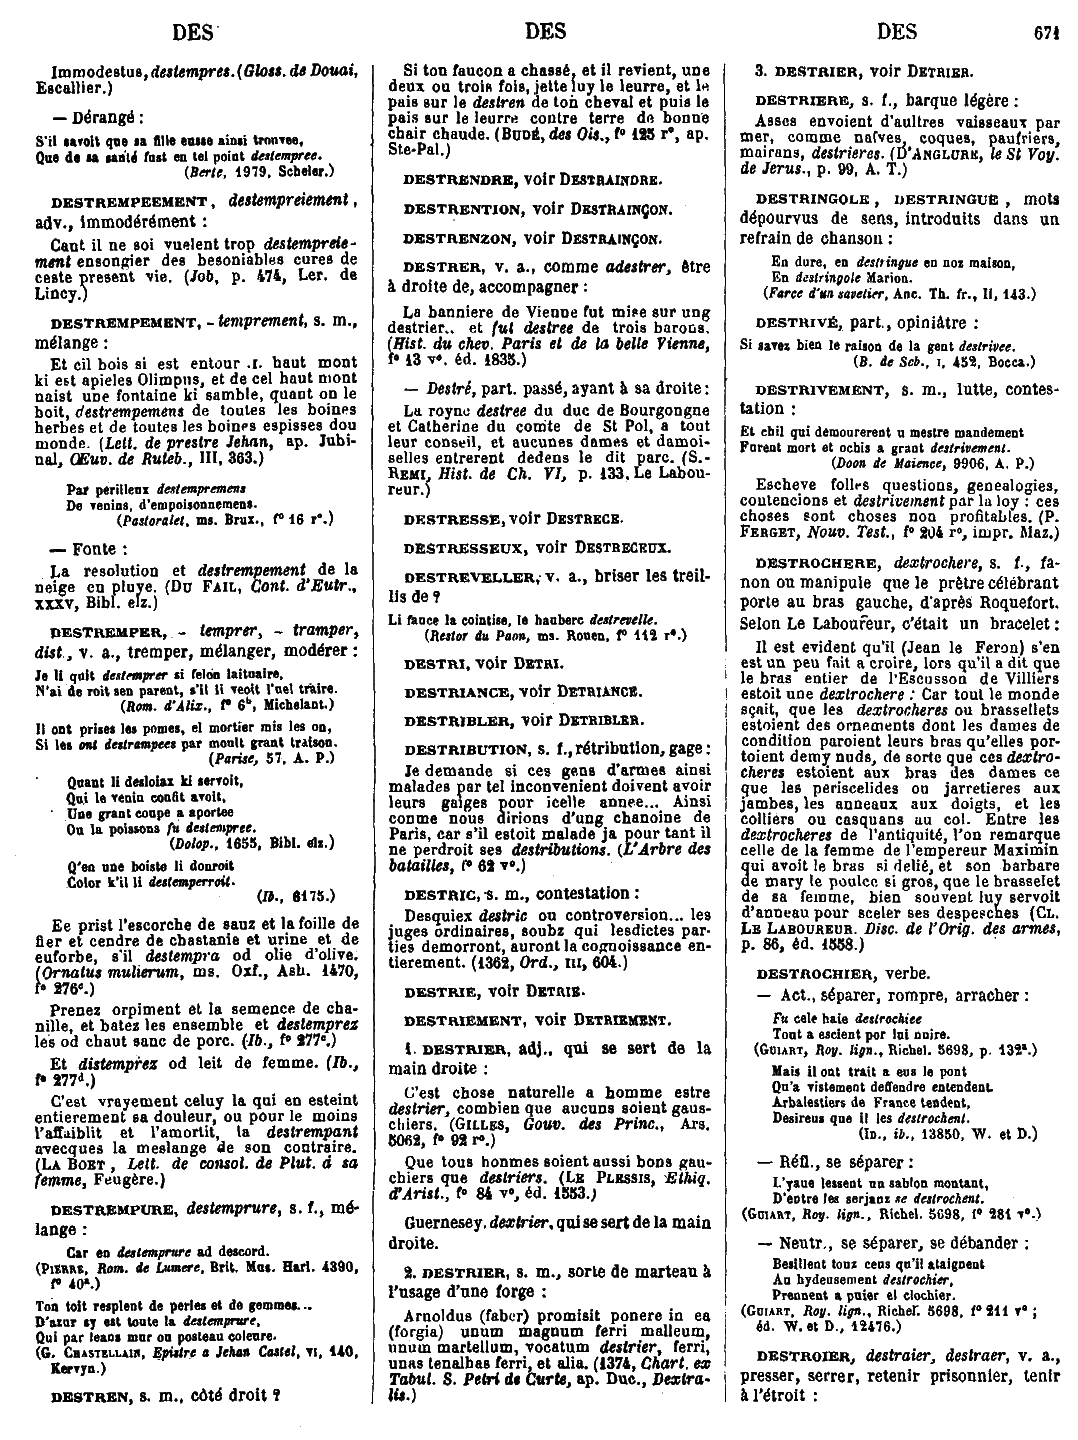 DES
DES
DES 671
Immodestus, destempres. (Gloss. de Douai,
Escallier.)
— Dérangé :
S'il savoit que sa fille eusse ainsi trouvee,
Que de sa santé fust en tel point destempree.
(Berte, 1979, Scheler.)
DESTREMPEEMENT, destempreiement,
adv., immodérément :
Cant il ne soi vuelent trop destempreie-
ment ensongier des besoniables cures de
ceste present vie. (Job, p. 474, Ler. de
Lincy.)
DESTREMPEMENT, - temprement, s. m.,
mélange :
Et cil bois si est entour .I. haut mont
ki est apieles Olimpus, et de cel haut mont
naist une fontaine ki samble, quant on le
boit, destrempemens de toutes les boines
herbes et de toutes les boines espisses dou
monde. (Lett. de prestre Jehan, ap. Jubi-
nal, Œuv. de Ruteb., III, 363.)
Par perilleux destempremens
De venins, d'empoisonnemens.
(Pastoralet, ms. Brux., f° 16 r°.)
— Fonte :
La resolution et destrempement de la
neige en pluye. (DU FAIL, Cont. d'Eutr.,
XXXV, Bibl. elz.)
DESTREMPER, - temprer, - tramper,
dist., v. a., tremper, mélanger, modérer :
Je li quit destemprer si felon laituaire,
N'ai de roit sen parent, s'il li veoit l'uel traire.
(Rom. d'Alix., f° 6b, Michelant.)
Il ont prises les pomes, el mortier mis les on,
Si les ont destrampees par moult grant traison.
(Parise, 57, A. P.)
Quant li desloiax ki servoit,
Qui le venin confit avoit,
Une grant coupe a aportee
Ou la poissons fu destempree.
(Dolop., 1655, Bibl. elz.)
Q'en une boiste li donroit
Color k'il li destemperroit.
(Ib., 6175.)
Ee prist l'escorche de sauz et la foille de
fier et cendre de chastanie et urine et de
euforbe, s'il destempra od olie d'olive.
(Ornatus mulierum, ms. Oxf., Ash. 1470,
f° 276c.)
Prenez orpiment et la semence de cha-
nille, et batez les ensemble et destemprez
les od chaut sanc de porc. (Ib., f° 277c.)
Et distemprez od leit de femme. (Ib.,
f° 277d.)
C'est vrayement celuy la qui en esteint
entierement sa douleur, ou pour le moins
l'affaiblit et l'amortit, la destrempant
avecques la meslange de son contraire.
(LA BOET, Lett. de consol. de Plut. à sa
femme, Feugère.)
DESTREMPURE, destemprure, s. f., mé-
lange :
Car en destemprure ad descord.
(PIERRE, Rom. de Lumere, Brit. Mus. Harl. 4390,
f° 40a.)
Ton toit resplent de perles et de gemmes...
D'azur sy est toute la destemprure,
Qui par leans mur ou posteau coleure.
(G. CHASTELLAIN, Epistre a Jehan Castel, VI, 140,
Kervyn.)
DESTREN, s. m., côté droit ?
Si ton faucon a chassé, et il revient, une
deux ou trois fois, jette luy le leurre, et le
pais sur le destren de ton cheval et puis le
pais sur le leurre contre terre de bonne
chair chaude. (BUDÉ, des Ois., f° 125 r°, ap.
Ste-Pal.)
DESTRENDRE, voir DESTRAINDRE.
DESTRENTION, voir DESTRAINÇON.
DESTRENZON, voir DESTRAINÇON.
DESTRER, v. a., comme adestrer, être
à droite de, accompagner :
La banniere de Vienne fut mise sur ung
destrier.. et fut destree de trois barons.
(Hist. du chev. Paris et de la belle Vienne,
f° 13 v°. éd. 1835.)
— Destré, part. passé, ayant à sa droite :
La royne destree du duc de Bourgongne
et Catherine du comte de St Pol, a tout
leur conseil, et aucunes dames et damoi-
selles entrerent dedens le dit parc. (S.-
REMI, Hist. de Ch. VI, p. 133, Le Labou-
reur.)
DESTRESSE, voir DESTRECE.
DESTRESSEUX, voir DESTRECEUX.
DESTREVELLER, v. a., briser les treil-
lis de ?
Li fauce la cointise, le hauberc destrevelle.
(Restor du Paon, ms. Rouen, f° 112 r°.)
DESTRI, voir DETRI.
DESTRIANCE, voir DETRIANCE.
DESTRIBLER, voir DETRIBLER.
DESTRIBUTION, s. f., rétribution, gage :
Je demande si ces gens d'armes ainsi
malades par tel inconvenient doivent avoir
leurs gaiges pour icelle annee... Ainsi
comme nous dirions d'ung chanoine de
Paris, car s'il estoit malade ja pour tant il
ne perdroit ses destributions. (L'Arbre des
batailles, f° 62 v°.)
DESTRIC, s. m., contestation :
Desquiex destric ou controversion... les
juges ordinaires, soubz qui lesdictes par-
ties demorront, auront la cognoissance en-
tierement. (1362, Ord., III, 604.)
DESTRIE, voir DETRIE.
DESTRIEMENT, voir DETRIEMENT.
1. DESTRIER, adj., qui se sert de la
main droite :
C'est chose naturelle a homme estre
destrier, combien que aucuns soient gaus-
chiers. (GILLES, Gouv. des Princ., Ars.
5062, f° 92 r°.)
Que tous honmes soient aussi bons gau-
chiers que destriers. (LE PLESSIS, Ethiq.
d'Arist., f° 84 v°, éd. 1553.)
Guernesey, dextrier, qui se sert de la main
droite.
2. DESTRIER, s. m., sorte de marteau à
l'usage d'une forge :
Arnoldus (faber) promisit ponere in ea
(forgia) unum magnum ferri malleum,
unum martellum, vocatum destrier, ferri,
unas tenalhas ferri, et alia. (1374, Chart. ex
Tabul. S. Petri de Curte, ap. Duc., Dextra-
lis.)
3. DESTRIER, voir DETRIER.
DESTRIERE, s. f., barque légère :
Asses envoient d'aultres vaisseaux par
mer, comme naſves, coques, paufriers,
mairans, destrieres. (D'ANGLURE, le St Voy.
de Jerus., p. 99, A. T.)
DESTRINGOLE, DESTRINGUE, mots
dépourvus de sens, introduits dans un
refrain de chanson :
En dure, en destringue en noz maison,
En destringole Marion.
(Farce d'un savetier, Anc. Th. fr., II, 143.)
DESTRIVÉ, part., opiniâtre :
Si savez bien le raison de la gent destrivee.
(B. de Seb., I, 452, Bocca.)
DESTRIVEMENT, s. m., lutte, contes-
tation :
Et chil qui demourerent u mestre mandement
Furent mort et ochis a grant destrivement.
(Doon de Maience, 9906, A. P.)
Escheve folles questions, genealogies,
contencions et destrivement par la loy : ces
choses sont choses non profitables. (P.
FERGET, Nouv. Test., f° 204 r°, impr. Maz.)
DESTROCHERE, dextrochere, s. f., fa-
non ou manipule que le prêtre célébrant
porte au bras gauche, d'après Roquefort.
Selon Le Laboureur, c'était un bracelet :
Il est evident qu'il (Jean le Feron) s'en
est un peu fait a croire, lors qu'il a dit que
le bras entier de l'Escusson de Villiers
estoit une dextrochere : Car tout le monde
sçait, que les dextrocheres ou brassellets
estoient des ornements dont les dames de
condition paroient leurs bras qu'elles por-
toient demy nuds, de sorte que ces dextro-
cheres estoient aux bras des dames ce
que les periscelides ou jarretieres aux
jambes, les anneaux aux doigts, et les
colliers ou casquans au col. Entre les
dextrocheres de l'antiquité, l'on remarque
celle de la femme de l'empereur Maximin
qui avoit le bras si delié, et son barbare
de mary le poulce si gros, que le brasselet
de sa femme, bien souvent luy servoit
d'anneau pour sceler ses despesches (CL.
LE LABOUREUR. Disc. de l'Orig. des armes,
p. 86, éd. 1558.)
DESTROCHIER, verbe.
— Act., séparer, rompre, arracher :
Fu cele haie destrochiee
Tout a escient por lui nuire.
(GUIART, Roy. lign., Richel. 5698, p. 132a.)
Mais il ont trait a eus le pont
Qu'a vistement deffendre entendent.
Arbalestiers de France tendent,
Desireus que il les destrochent.
(ID., ib., 13850, W. et D.)
— Réfl., se séparer :
L'yaue lessent un sablon montant,
D'entre les serjanz se destrochent.
(GUIART, Roy. lign., Richel. 5698, f° 281 v°.)
— Neutr., se séparer, se débander :
Besillent touz ceus qu'il ataignent
Au hydeusement destrochier,
Prennent a puier el clochier.
(GUIART, Roy. lign., Richel. 5698, f° 211 v° ;
éd. W. et D., 12476.)
DESTROIER, destraier, destraer, v. a.,
presser, serrer, retenir prisonnier, tenir
à l'étroit :